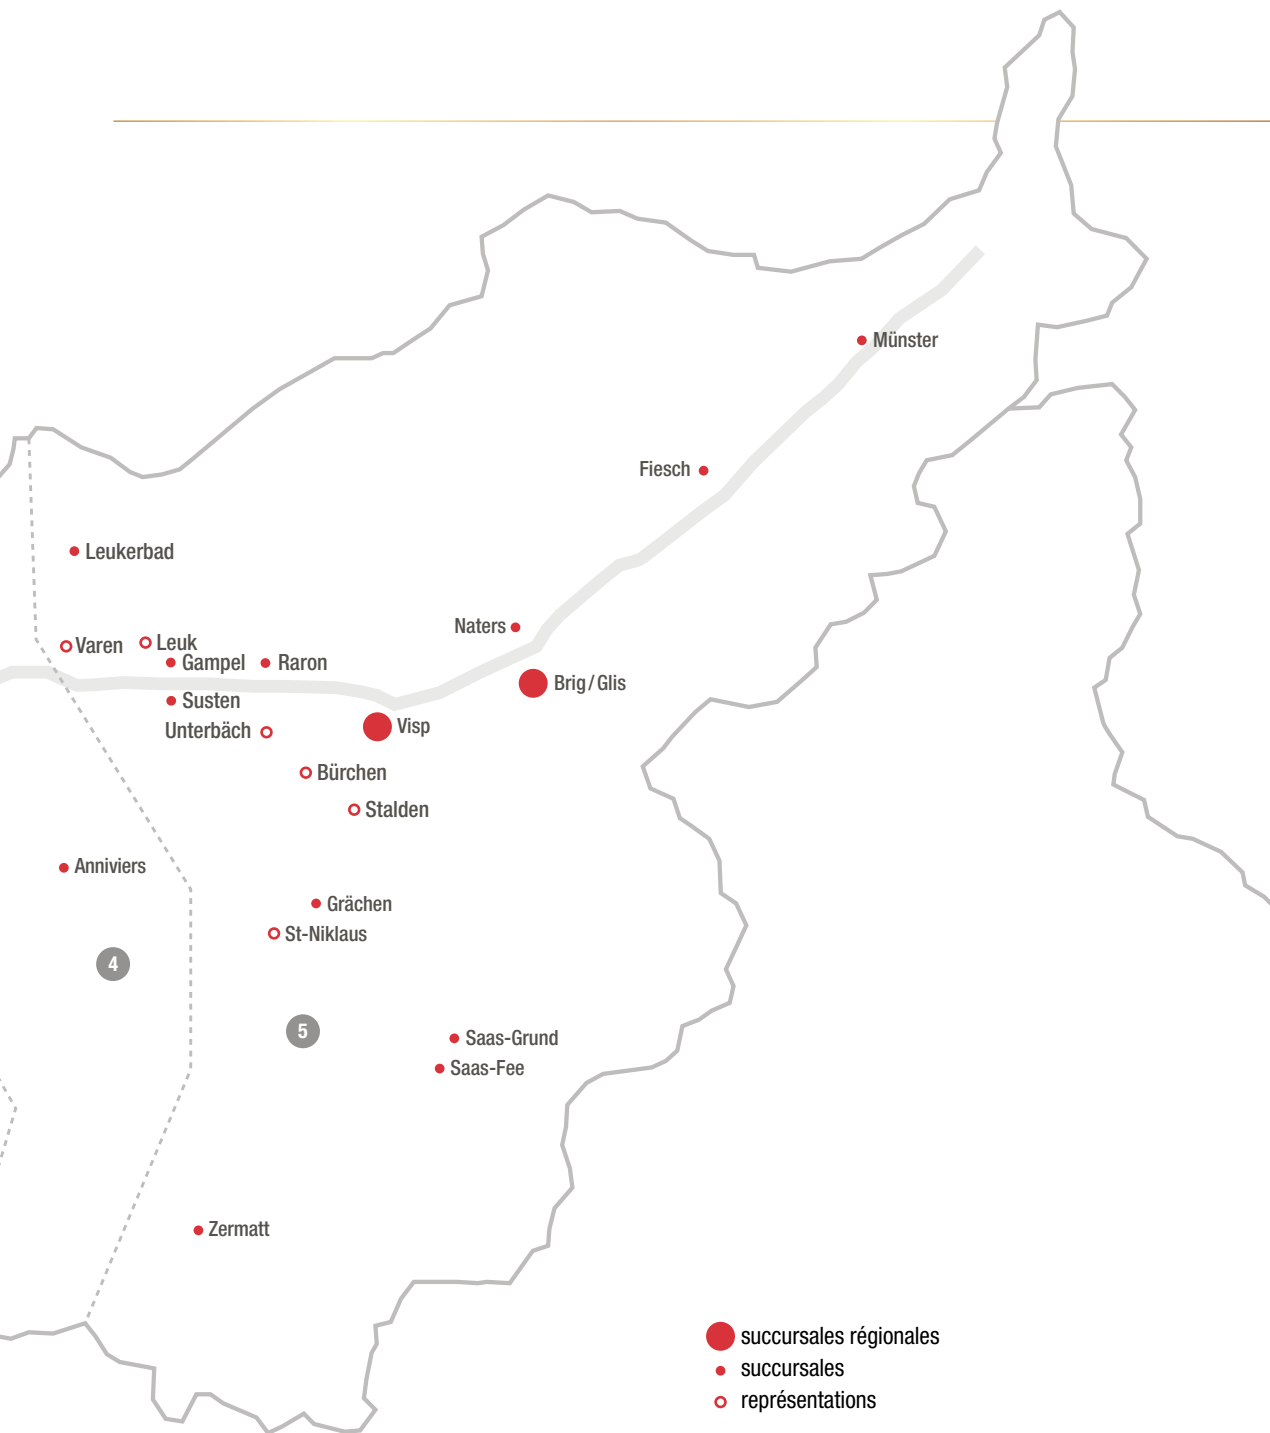 Münster
Fiesch
Leukerbad
Naters
Varen
Leuk
Gampel
Raron
Brig / Glis
Susten
Visp
Unterbäch
Bürchen
Stalden
Anniviers
Grächen
St-Niklaus
4
5
Saas-Grund
Saas-Fee
Zermatt
succursales régionales
succursales
représentations